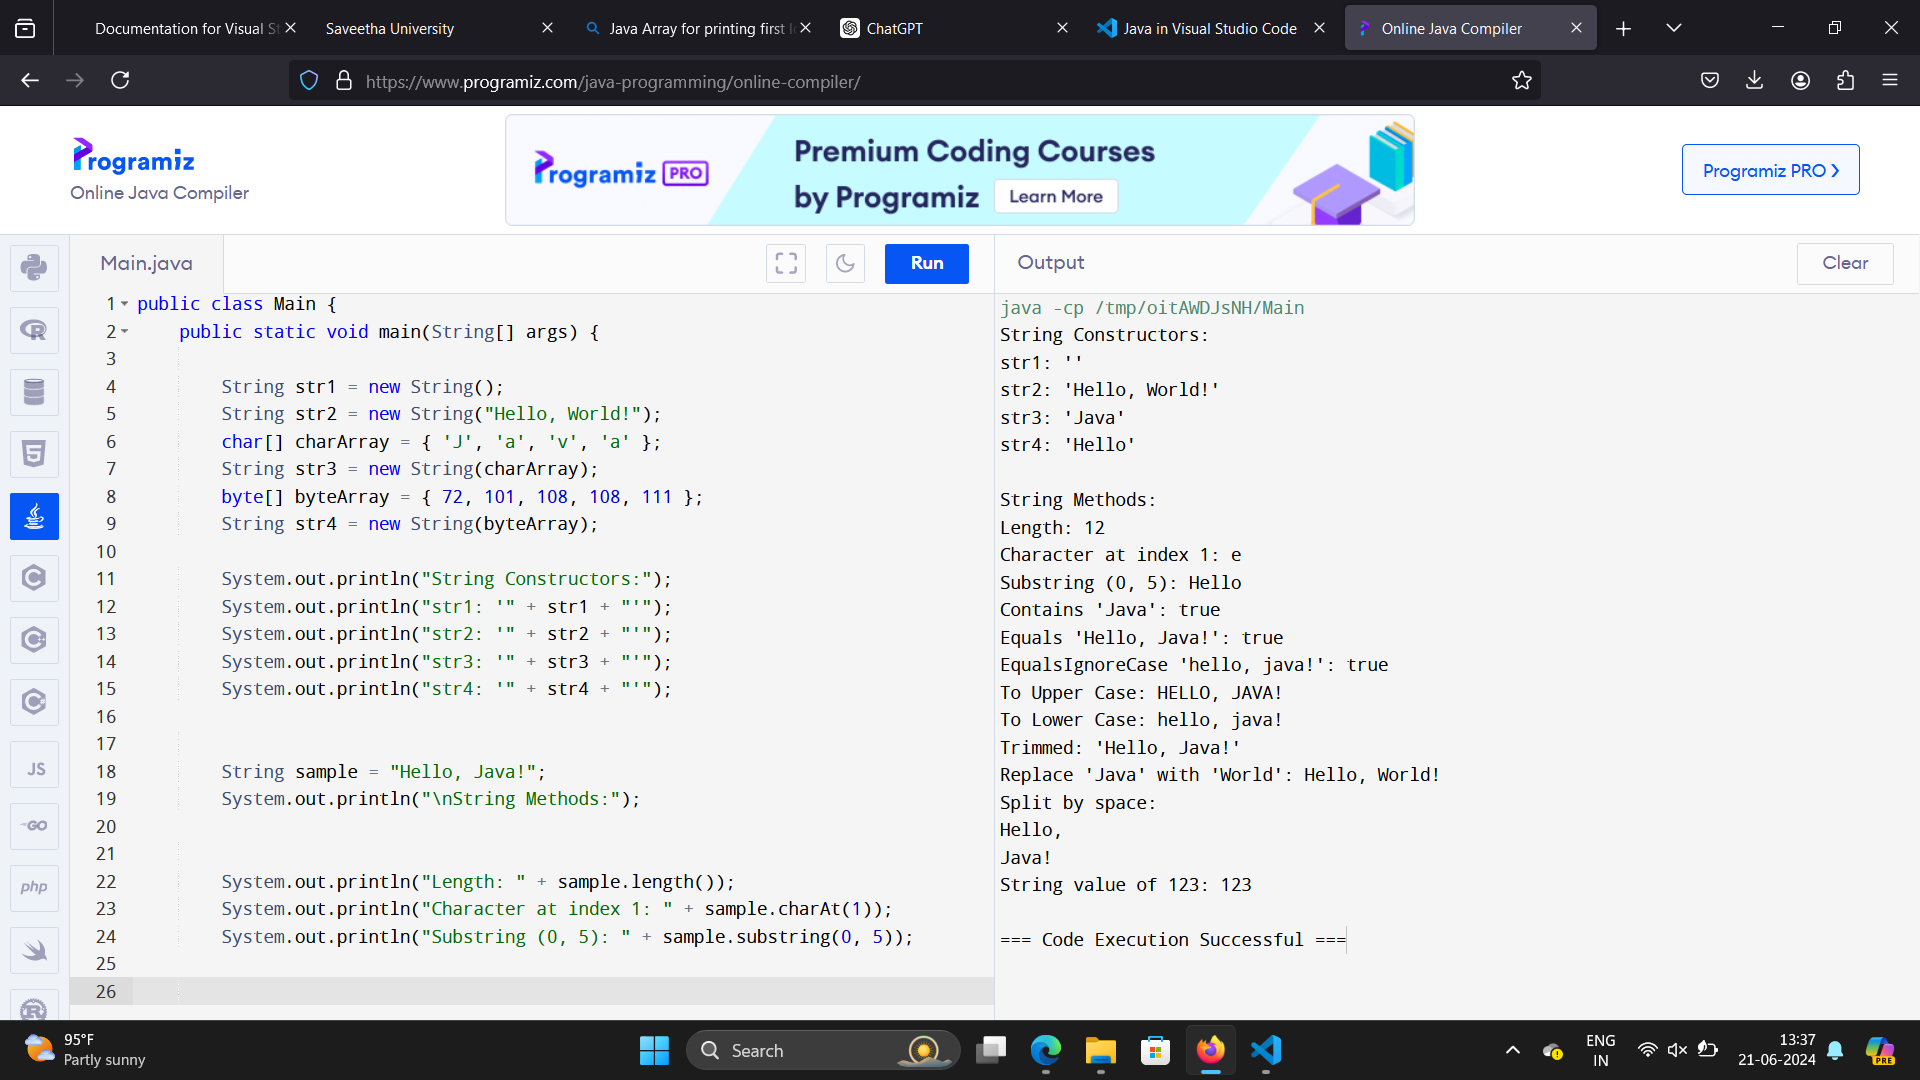 Documentation for Visual St
Saveetha University
Java Array for printing first l
ChatGPT
Java in Visual Studio Code
Online Java Compiler
https://www.programiz.com/java-programming/online-compiler/
Programiz
Online Java Compiler
Programiz PRO
Premium Coding Courses
by Programiz
Learn More
Programiz PRO ❯
Main.java
Run
Output
Clear
1 public class Main {
2 public static void main(String[] args) {
3
4 String str1 = new String();
5 String str2 = new String("Hello, World!");
6 char[] charArray = { 'J', 'a', 'v', 'a' };
7 String str3 = new String(charArray);
8 byte[] byteArray = { 72, 101, 108, 108, 111 };
9 String str4 = new String(byteArray);
10
11 System.out.println("String Constructors:");
12 System.out.println("str1: '" + str1 + "'");
13 System.out.println("str2: '" + str2 + "'");
14 System.out.println("str3: '" + str3 + "'");
15 System.out.println("str4: '" + str4 + "'");
16
17
18 String sample = "Hello, Java!";
19 System.out.println("\nString Methods:");
20
21
22 System.out.println("Length: " + sample.length());
23 System.out.println("Character at index 1: " + sample.charAt(1));
24 System.out.println("Substring (0, 5): " + sample.substring(0, 5));
25
26
java -cp /tmp/oitAWDJsNH/Main
String Constructors:
str1: ''
str2: 'Hello, World!'
str3: 'Java'
str4: 'Hello'
String Methods:
Length: 12
Character at index 1: e
Substring (0, 5): Hello
Contains 'Java': true
Equals 'Hello, Java!': true
EqualsIgnoreCase 'hello, java!': true
To Upper Case: HELLO, JAVA!
To Lower Case: hello, java!
Trimmed: 'Hello, Java!'
Replace 'Java' with 'World': Hello, World!
Split by space:
Hello,
Java!
String value of 123: 123
=== Code Execution Successful ===
JS
GO
php
95°F
Partly sunny
Search
ENG
IN
13:37
21-06-2024
PRE